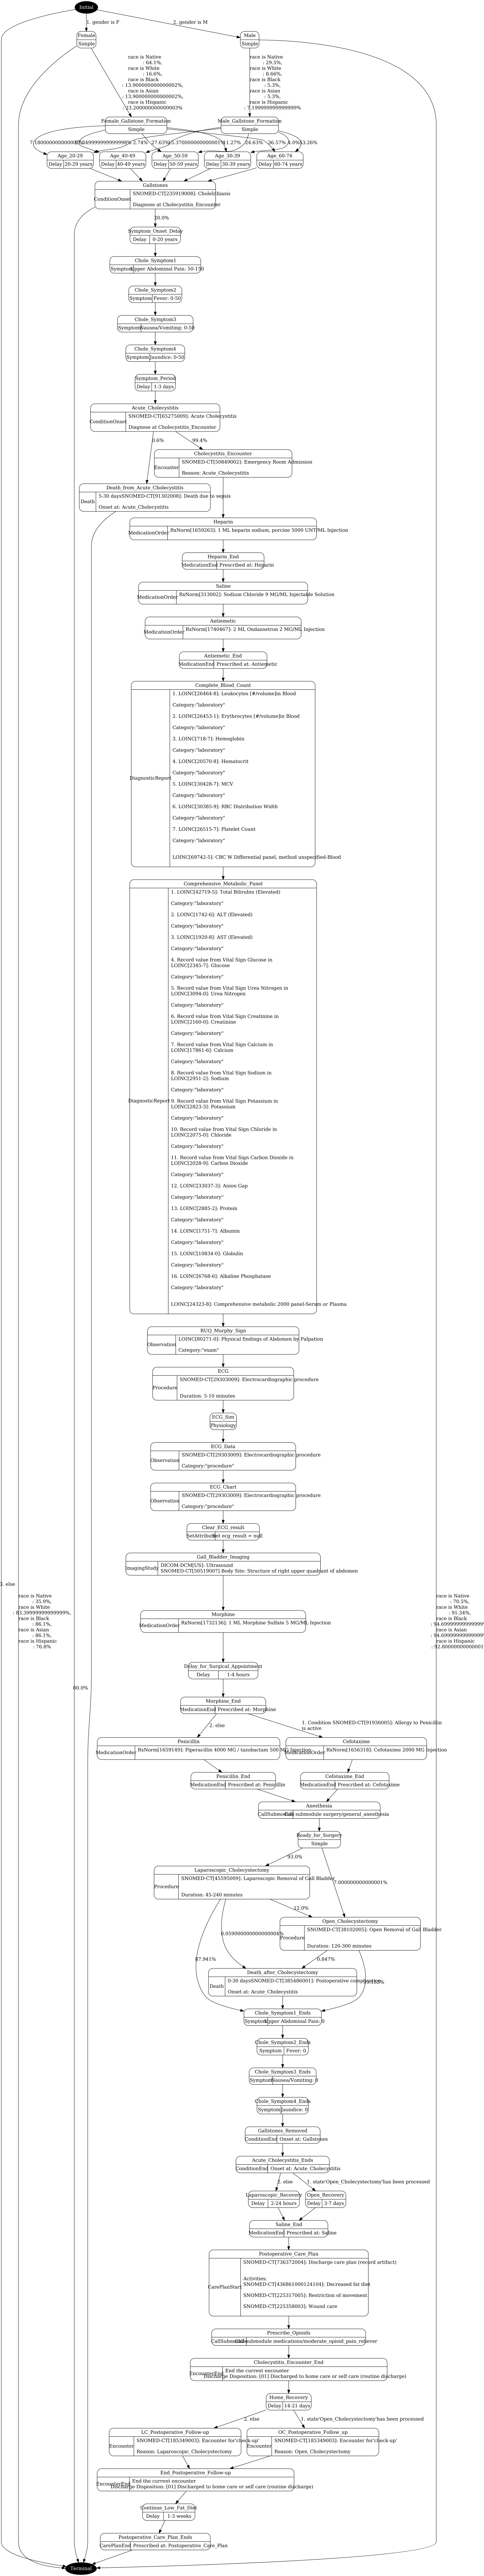 Initial
1. gender is F
2. gender is M
Female
Simple
Male
Simple
race is Native
: 64.1%,
race is White
: 16.6%,
race is Black
: 13.900000000000002%,
race is Asian
: 13.900000000000002%,
race is Hispanic
: 23.200000000000003%
race is Native
: 29.5%,
race is White
: 8.66%,
race is Black
: 5.3%,
race is Asian
: 5.3%,
race is Hispanic
: 7.199999999999999%
Female_Gallstone_Formation
Simple
Male_Gallstone_Formation
Simple
2.74%
27.63%
11.27%
24.63%
36.57%
4.0%
53.26%
Age_20-29
Delay 20-29 years
Age_40-49
Delay 40-49 years
Age_50-59
Delay 50-59 years
Age_30-39
Delay 30-39 years
Age_60-74
Delay 60-74 years
Gallstones
ConditionOnset
SNOMED-CT[235919008]: Cholelithiasis
Diagnose at Cholecystitis_Encounter
20.0%
Symptom_Onset_Delay
Delay 0-20 years
Chole_Symptom1
Symptom Upper Abdominal Pain: 50-150
Chole_Symptom2
Symptom Fever: 0-50
Chole_Symptom3
Symptom Nausea/Vomiting: 0-50
Chole_Symptom4
Symptom Jaundice: 0-50
Symptom_Period
Delay 1-3 days
Acute_Cholecystitis
ConditionOnset
SNOMED-CT[65275009]: Acute Cholecystitis
Diagnose at Cholecystitis_Encounter
0.6%
99.4%
Cholecystitis_Encounter
Encounter
SNOMED-CT[50849002]: Emergency Room Admission
Reason: Acute_Cholecystitis
Death_from_Acute_Cholecystitis
Death
5-30 daysSNOMED-CT[91302008]: Death due to sepsis
Onset at: Acute_Cholecystitis
Heparin
MedicationOrder
RxNorm[1659263]: 1 ML heparin sodium, porcine 5000 UNT/ML Injection
Heparin_End
MedicationEnd Prescribed at: Heparin
Saline
MedicationOrder
RxNorm[313002]: Sodium Chloride 9 MG/ML Injectable Solution
Antiemetic
MedicationOrder
RxNorm[1740467]: 2 ML Ondansetron 2 MG/ML Injection
Antiemetic_End
MedicationEnd Prescribed at: Antiemetic
Complete_Blood_Count
DiagnosticReport
1. LOINC[26464-8]: Leukocytes [#/volume]in Blood
Category:"laboratory"
2. LOINC[26453-1]: Erythrocytes [#/volume]in Blood
Category:"laboratory"
3. LOINC[718-7]: Hemoglobin
Category:"laboratory"
4. LOINC[20570-8]: Hematocrit
Category:"laboratory"
5. LOINC[30428-7]: MCV
Category:"laboratory"
6. LOINC[30385-9]: RBC Distribution Width
Category:"laboratory"
7. LOINC[26515-7]: Platelet Count
Category:"laboratory"
LOINC[69742-5]: CBC W Differential panel, method unspecified-Blood
Comprehensive_Metabolic_Panel
DiagnosticReport
1. LOINC[42719-5]: Total Bilirubin (Elevated)
Category:"laboratory"
2. LOINC[1742-6]: ALT (Elevated)
Category:"laboratory"
3. LOINC[1920-8]: AST (Elevated)
Category:"laboratory"
4. Record value from Vital Sign Glucose in
LOINC[2345-7]: Glucose
Category:"laboratory"
5. Record value from Vital Sign Urea Nitrogen in
LOINC[3094-0]: Urea Nitrogen
Category:"laboratory"
6. Record value from Vital Sign Creatinine in
LOINC[2160-0]: Creatinine
Category:"laboratory"
7. Record value from Vital Sign Calcium in
LOINC[17861-6]: Calcium
Category:"laboratory"
8. Record value from Vital Sign Sodium in
LOINC[2951-2]: Sodium
Category:"laboratory"
9. Record value from Vital Sign Potassium in
LOINC[2823-3]: Potassium
Category:"laboratory"
10. Record value from Vital Sign Chloride in
LOINC[2075-0]: Chloride
Category:"laboratory"
11. Record value from Vital Sign Carbon Dioxide in
LOINC[2028-9]: Carbon Dioxide
Category:"laboratory"
12. LOINC[33037-3]: Anion Gap
Category:"laboratory"
13. LOINC[2885-2]: Protein
Category:"laboratory"
14. LOINC[1751-7]: Albumin
Category:"laboratory"
15. LOINC[10834-0]: Globulin
Category:"laboratory"
16. LOINC[6768-6]: Alkaline Phosphatase
Category:"laboratory"
LOINC[24323-8]: Comprehensive metabolic 2000 panel-Serum or Plasma
RUQ_Murphy_Sign
Observation
LOINC[80271-0]: Physical findings of Abdomen by Palpation
Category:"exam"
ECG
Procedure
SNOMED-CT[29303009]: Electrocardiographic procedure
Duration: 5-10 minutes
ECG_Sim
Physiology
ECG_Data
Observation
SNOMED-CT[29303009]: Electrocardiographic procedure
Category:"procedure"
ECG_Chart
Observation
SNOMED-CT[29303009]: Electrocardiographic procedure
Category:"procedure"
Clear_ECG_result
SetAttribute Set ecg_result = null
Gall_Bladder_Imaging
ImagingStudy
DICOM-DCM[US]: Ultrasound
SNOMED-CT[50519007] Body Site: Structure of right upper quadrant of abdomen
3. else
race is Native
: 35.9%,
race is White
: 83.39999999999999%,
race is Black
: 86.1%,
race is Asian
: 86.1%,
race is Hispanic
: 76.8%
race is Native
: 70.5%,
race is White
: 91.34%,
race is Black
race is Asian
race is Hispanic
80.0%
Morphine
MedicationOrder
RxNorm[1732136]: 1 ML Morphine Sulfate 5 MG/ML Injection
Delay_for_Surgical_Appointment
Delay 1-4 hours
Morphine_End
MedicationEnd Prescribed at: Morphine
2. else
1. Condition SNOMED-CT[91936005]: Allergy to Penicillin
is active
Penicillin
MedicationOrder
RxNorm[1659149]: Piperacillin 4000 MG / tazobactam 500 MG Injection
Cefotaxime
MedicationOrder
RxNorm[1656318]: Cefotaxime 2000 MG Injection
Penicillin_End
MedicationEnd Prescribed at: Penicillin
Cefotaxime_End
MedicationEnd Prescribed at: Cefotaxime
Anesthesia
CallSubmodule Call submodule surgery/general_anesthesia
Ready_for_Surgery
Simple
93.0%
7.000000000000001%
Laparoscopic_Cholecystectomy
Procedure
SNOMED-CT[45595009]: Laparoscopic Removal of Gall Bladder
Duration: 45-240 minutes
12.0%
Open_Cholecystectomy
Procedure
SNOMED-CT[38102005]: Open Removal of Gall Bladder
Duration: 120-300 minutes
0.059000000000000004%
87.941%
0.847%
Death_after_Cholecystectomy
Death
0-30 daysSNOMED-CT[385486001]: Postoperative complication
Onset at: Acute_Cholecystitis
Chole_Symptom1_Ends
Symptom Upper Abdominal Pain: 0
Chole_Symptom2_Ends
Symptom Fever: 0
Chole_Symptom3_Ends
Symptom Nausea/Vomiting: 0
Chole_Symptom4_Ends
Symptom Jaundice: 0
Gallstones_Removed
ConditionEnd Onset at: Gallstones
Acute_Cholecystitis_Ends
ConditionEnd Onset at: Acute_Cholecystitis
2. else
1. state'Open_Cholecystectomy'has been processed
Laparoscopic_Recovery
Delay 2-24 hours
Open_Recovery
Delay 3-7 days
Saline_End
MedicationEnd Prescribed at: Saline
Postoperative_Care_Plan
CarePlanStart
SNOMED-CT[736372004]: Discharge care plan (record artifact)
Activities:
SNOMED-CT[436861000124104]: Decreased fat diet
SNOMED-CT[225317005]: Restriction of movement
SNOMED-CT[225358003]: Wound care
Prescribe_Opioids
CallSubmodule Call submodule medications/moderate_opioid_pain_reliever
Cholecystitis_Encounter_End
EncounterEnd
End the current encounter
Discharge Disposition: [01] Discharged to home care or self care (routine discharge)
Home_Recovery
Delay 14-21 days
2. else
1. state'Open_Cholecystectomy'has been processed
LC_Postoperative_Follow-up
Encounter
SNOMED-CT[185349003]: Encounter for'check-up'
Reason: Laparoscopic_Cholecystectomy
OC_Postoperative_Follow_up
Encounter
SNOMED-CT[185349003]: Encounter for'check-up'
Reason: Open_Cholecystectomy
End_Postoperative_Follow-up
EncounterEnd
End the current encounter
Discharge Disposition: [01] Discharged to home care or self care (routine discharge)
Continue_Low_Fat_Diet
Delay 1-3 weeks
Postoperative_Care_Plan_Ends
CarePlanEnd Prescribed at: Postoperative_Care_Plan
Terminal